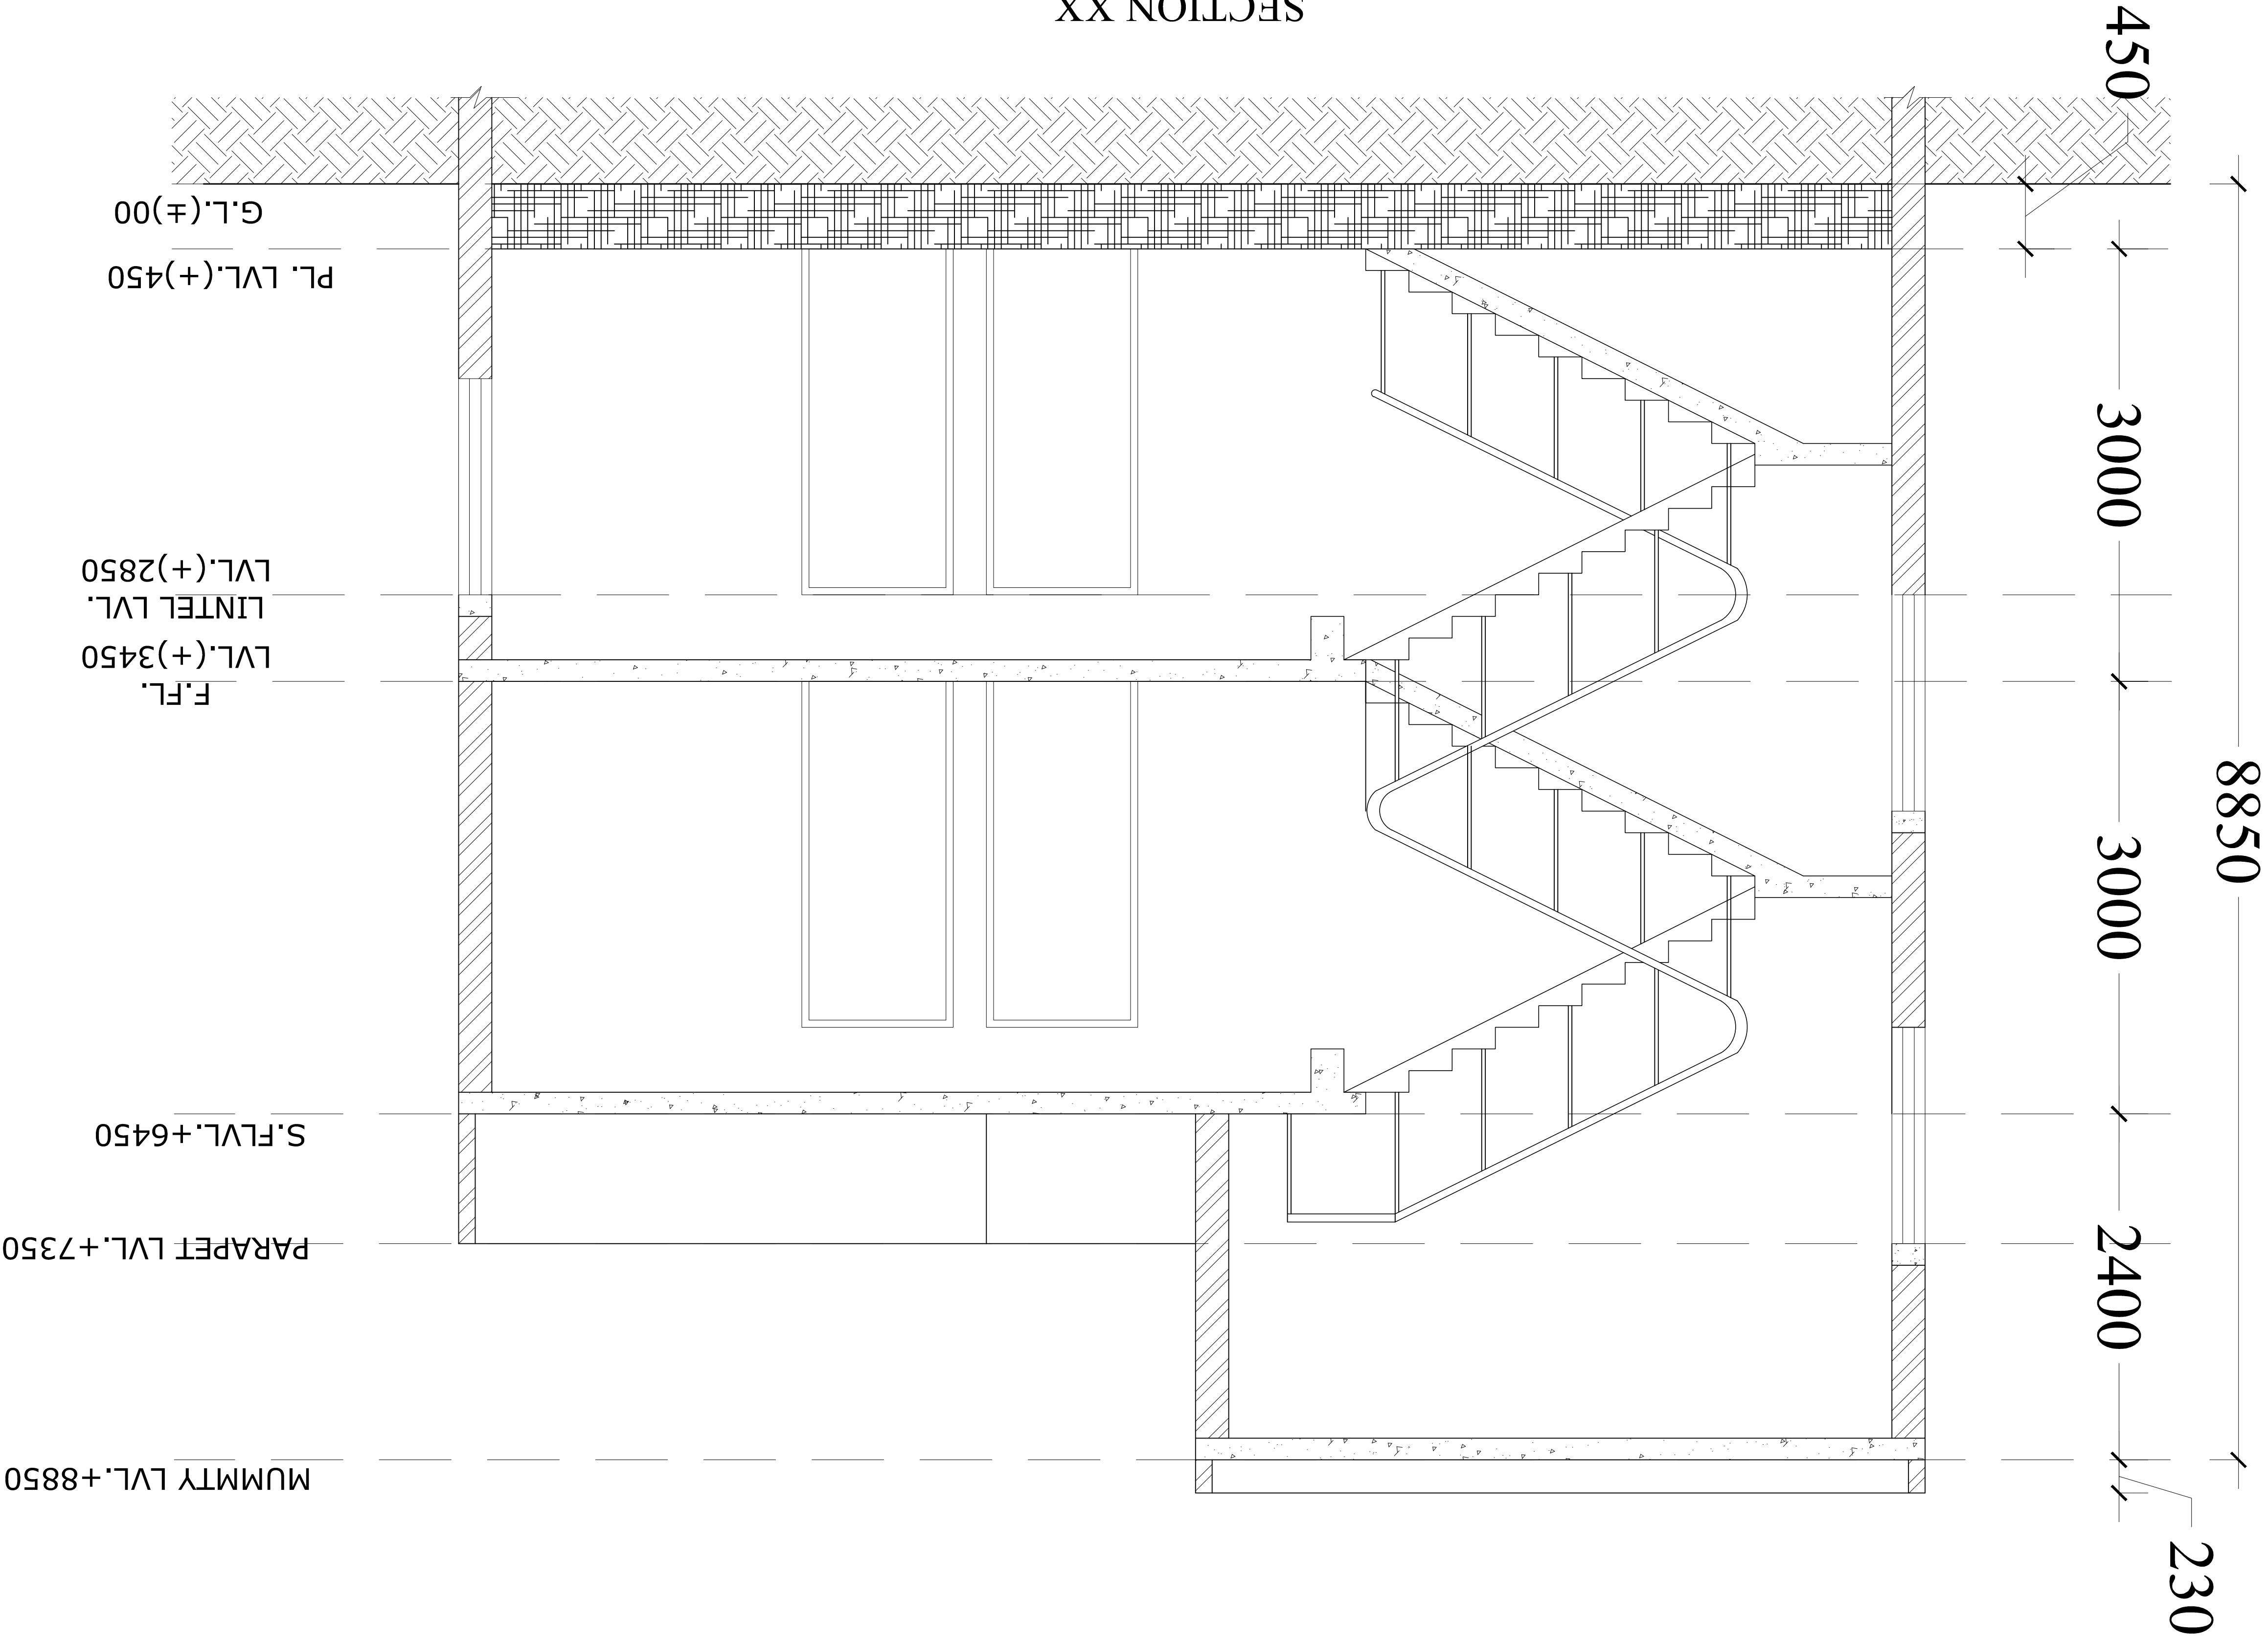 230
MUMMTY LVL.+8850
2400
PARAPET LVL.+7350
S.FLVL.+6450
3000
8850
F.FL.
LVL.(+)3450
LINTEL LVL.
LVL.(+)2850
3000
PL. LVL.(+)450
G.L.(±)00
450
SECTION XX